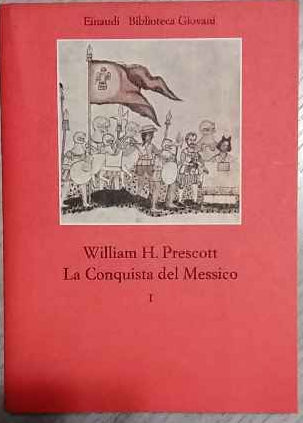 Einaudi Biblioteca Giovani
William H. Prescott
La Conquista del Messico
I